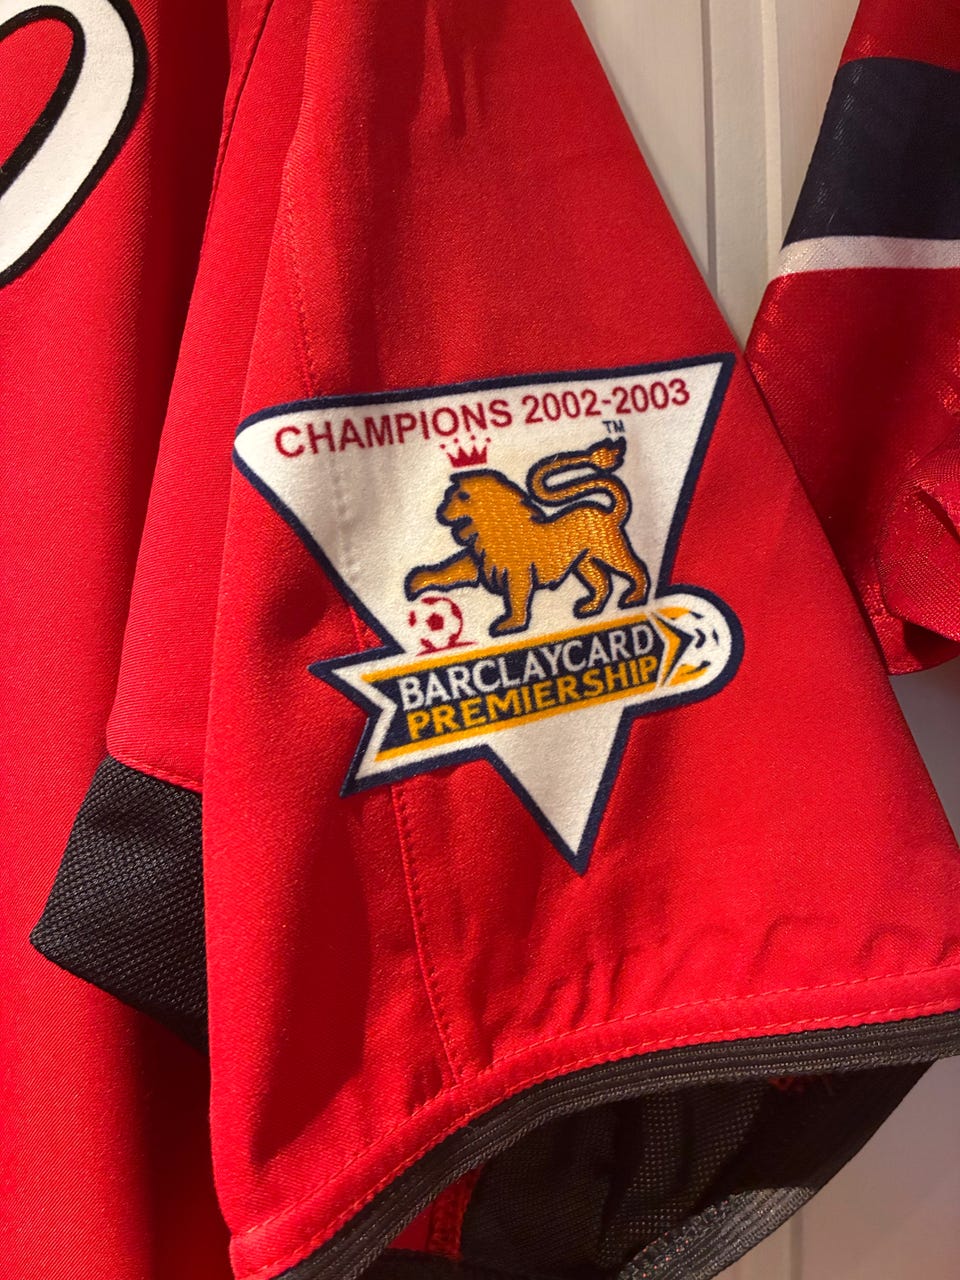 CHAMPIONS 2002-2003
TM
BARCLAYCARD
PREMIERSHIP